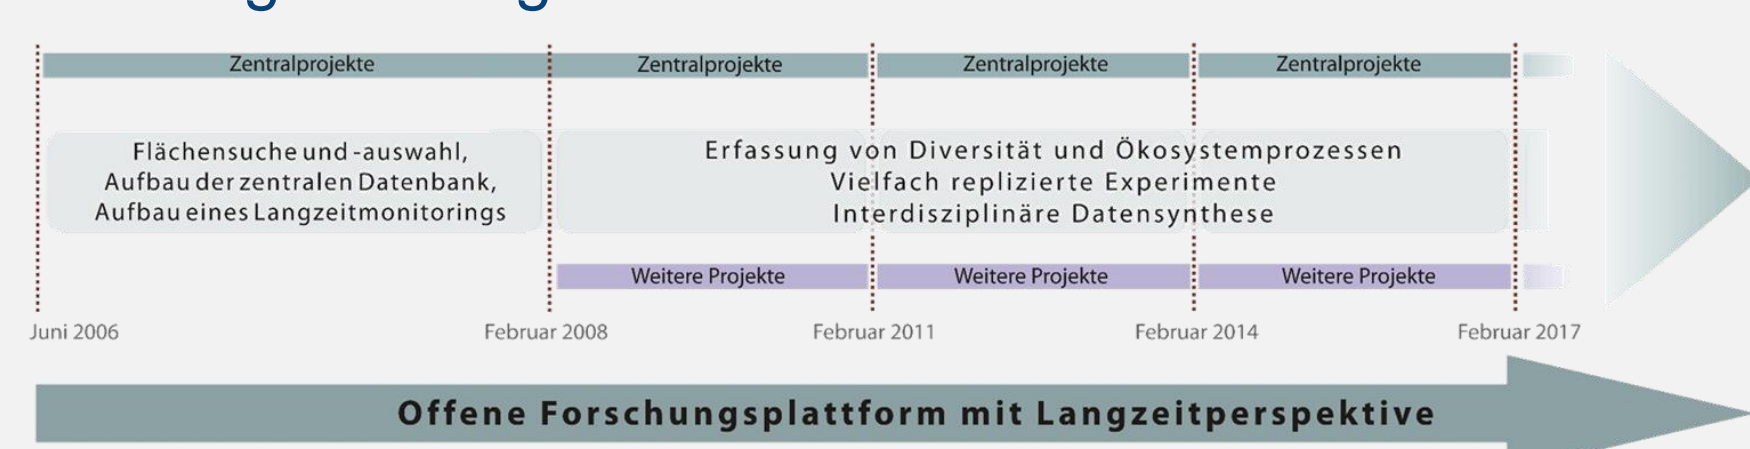 Zentralprojekte Zentralprojekte Zentralprojekte Zentralprojekte
Flächensuche und -auswahl,
Aufbau der zentralen Datenbank,
Aufbau eines Langzeitmonitorings
Erfassung von Diversität und Ökosystemprozessen
Vielfach replizierte Experimente
Interdisziplinäre Datensynthese
Weitere Projekte Weitere Projekte Weitere Projekte
Juni 2006 Februar 2008 Februar 2011 Februar 2014 Februar 2017
Offene Forschungsplattform mit Langzeitperspektive